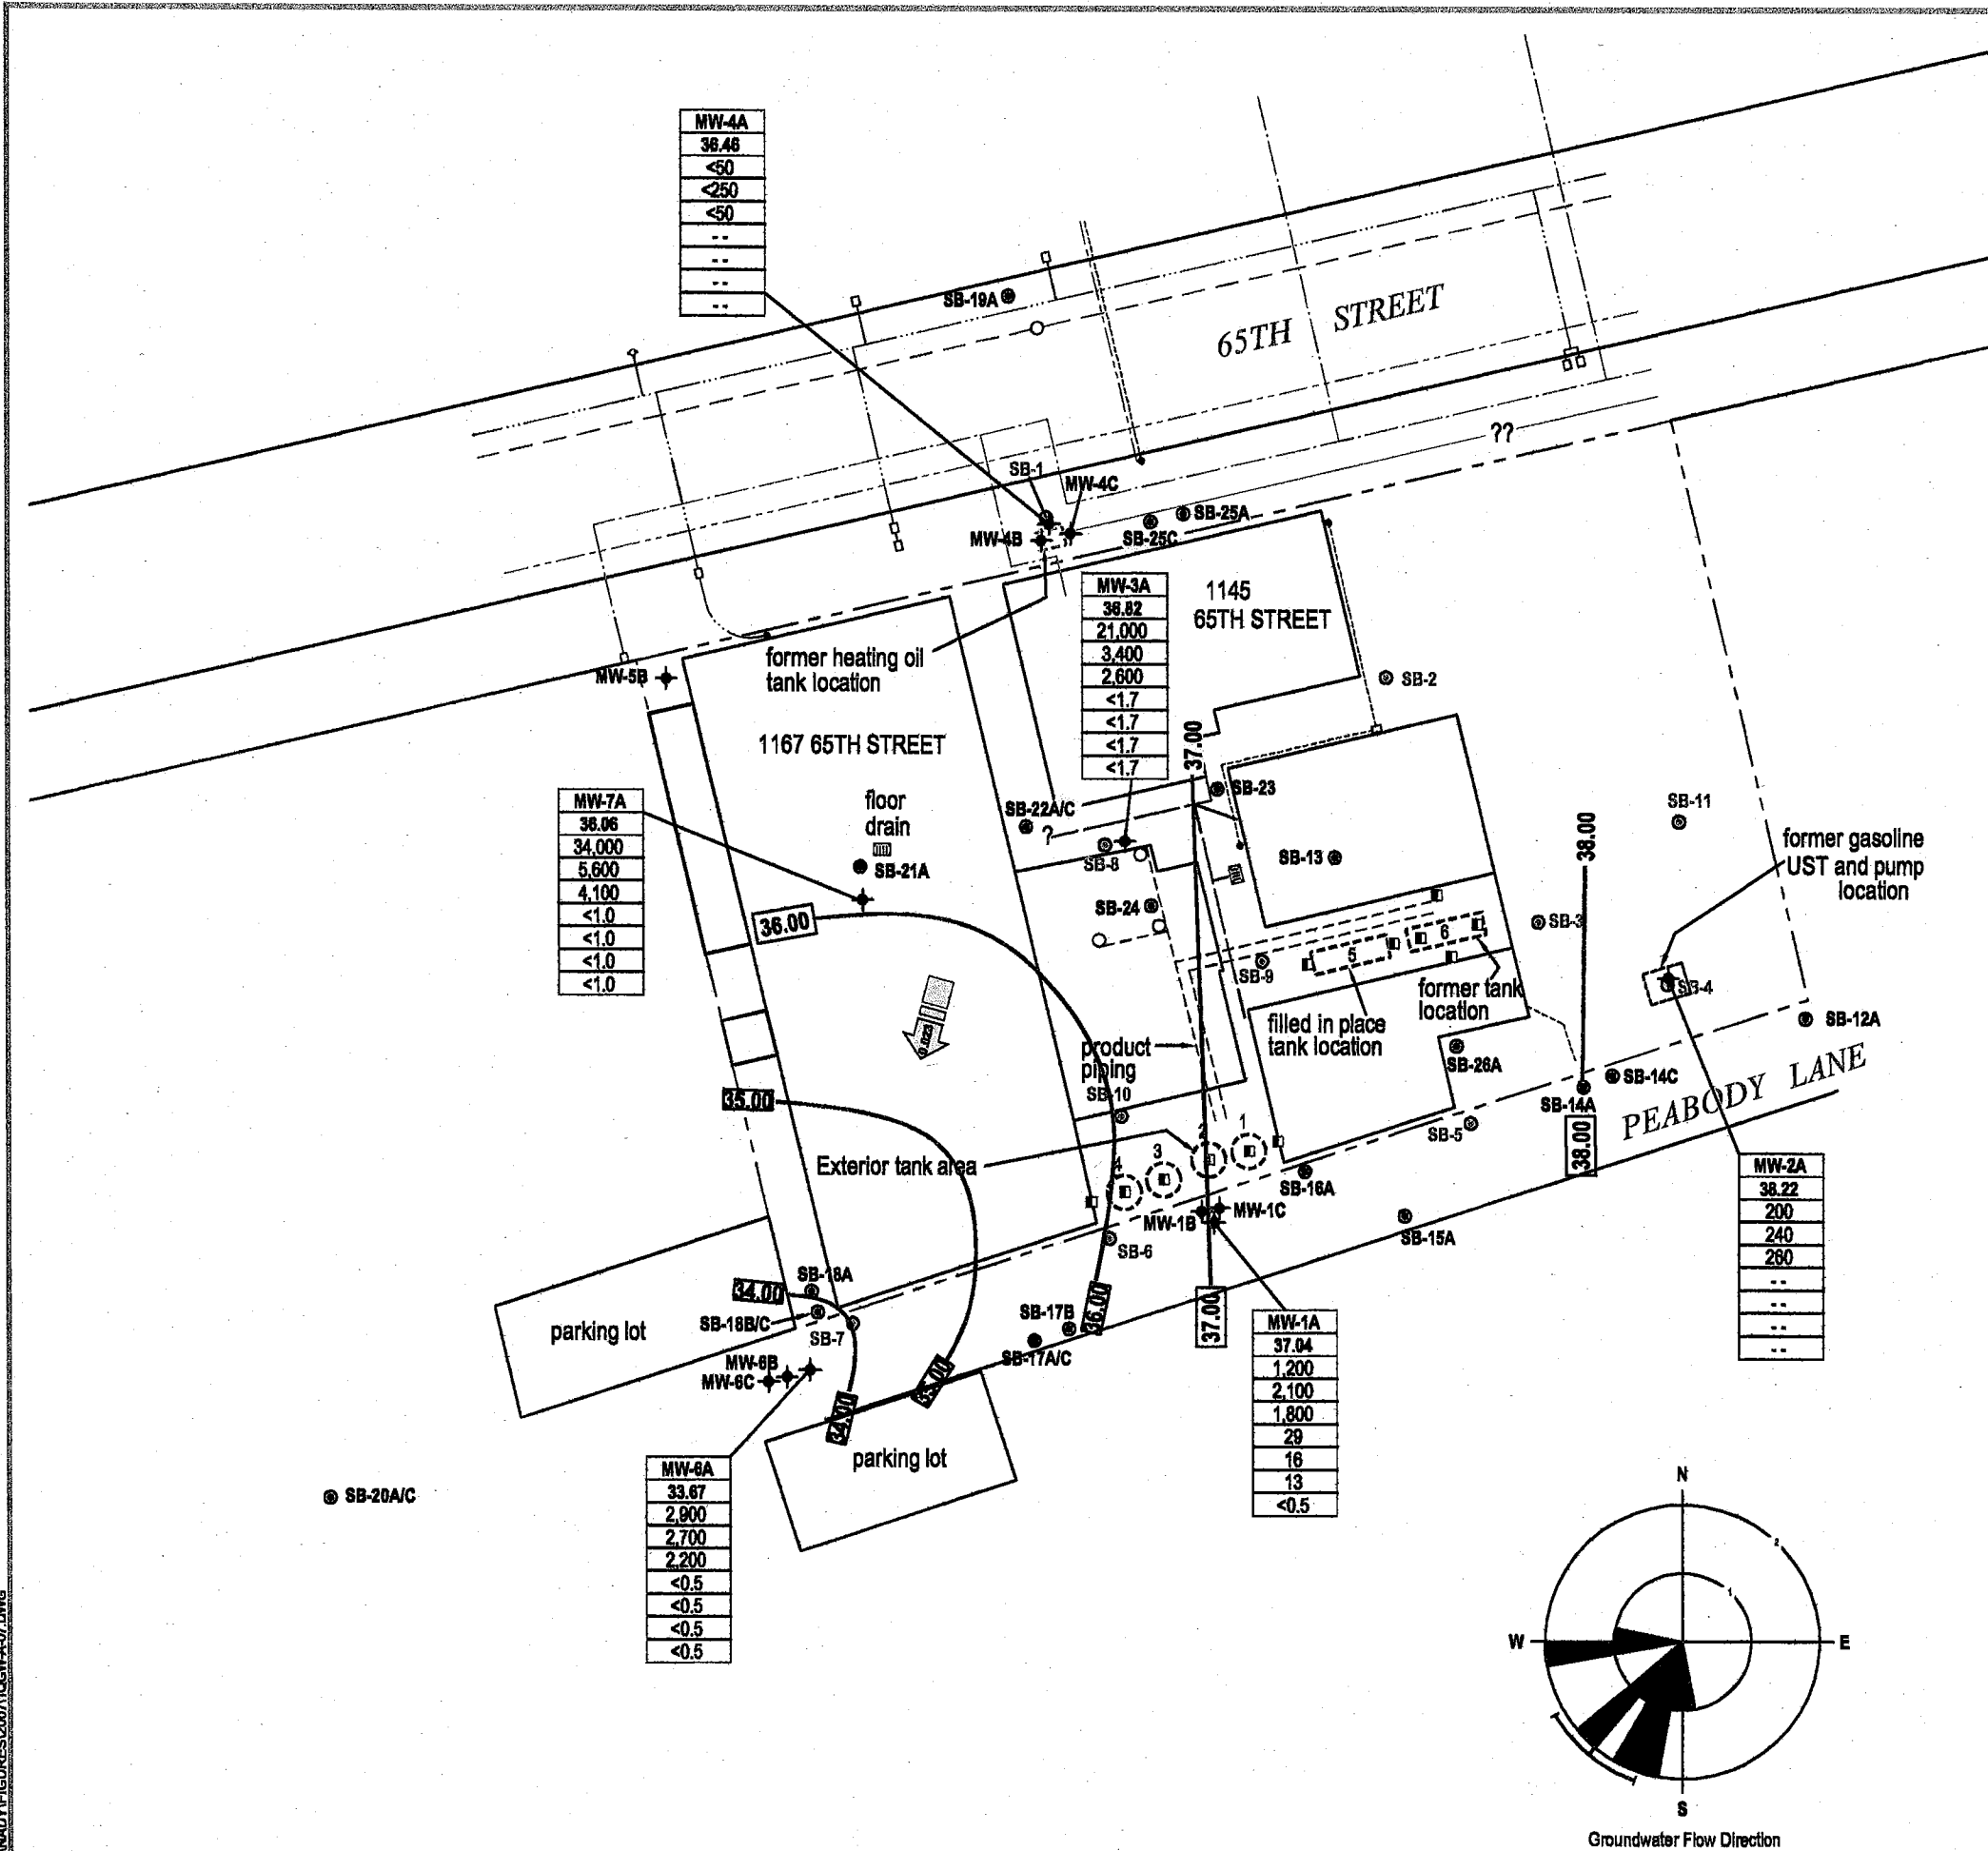 MW-4A
36.46
<50
<250
<50
--
--
--
--
SB-19A
65TH STREET
??
SB-1
MW-4C
MW-4B
SB-25A
SB-25C
MW-3A
36.82
21,000
3,400
2,600
<1.7
<1.7
<1.7
<1.7
1145
65TH STREET
former heating oil
tank location
MW-5B
SB-2
1167 65TH STREET
37.00
MW-7A
36.06
34,000
5,600
4,100
<1.0
<1.0
<1.0
<1.0
floor
drain
SB-21A
SB-22A/C
?
SB-23
SB-8
SB-13
38.00
SB-11
former gasoline
UST and pump
location
36.00
SB-24
SB-3
6
5
SB-9
SB-4
former tank
location
filled in place
tank location
SB-12A
0.023
product
piping
SB-26A
SB-14C
SB-14A
PEABODY LANE
35.00
SB-10
SB-5
38.00
1
2
3
4
Exterior tank area
SB-16A
MW-1B
MW-1C
SB-15A
SB-6
MW-2A
38.22
200
240
260
--
--
--
--
SB-18A
34.00
SB-18B/C
SB-7
parking lot
SB-17B
36.00
37.00
SB-17A/C
MW-6B
MW-6C
35.00
34.00
MW-1A
37.04
1,200
2,100
1,800
29
16
13
<0.5
parking lot
MW-6A
33.67
2,900
2,700
2,200
<0.5
<0.5
<0.5
<0.5
SB-20A/C
N
2
1
W
E
S
Groundwater Flow Direction